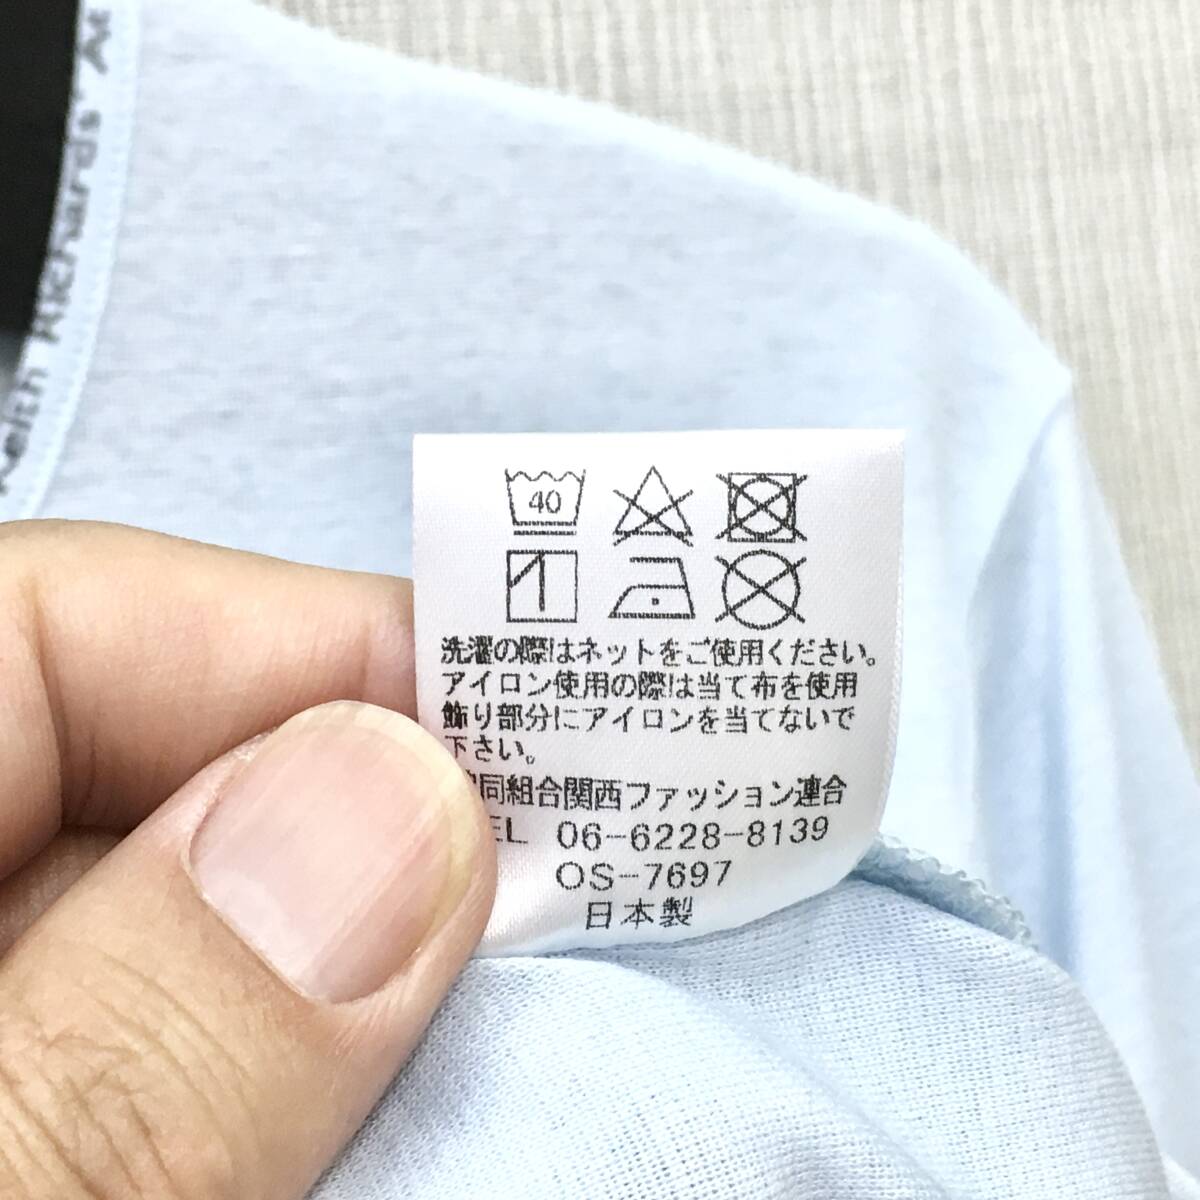 Keith Richards
40
洗濯の際はネットをご使用ください。
アイロン使用の際は当て布を使用
飾り部分にアイロンを当てないで
下さい。
同組合関西ファッション連合
EL 06-6228-8139
OS-7697
日本製